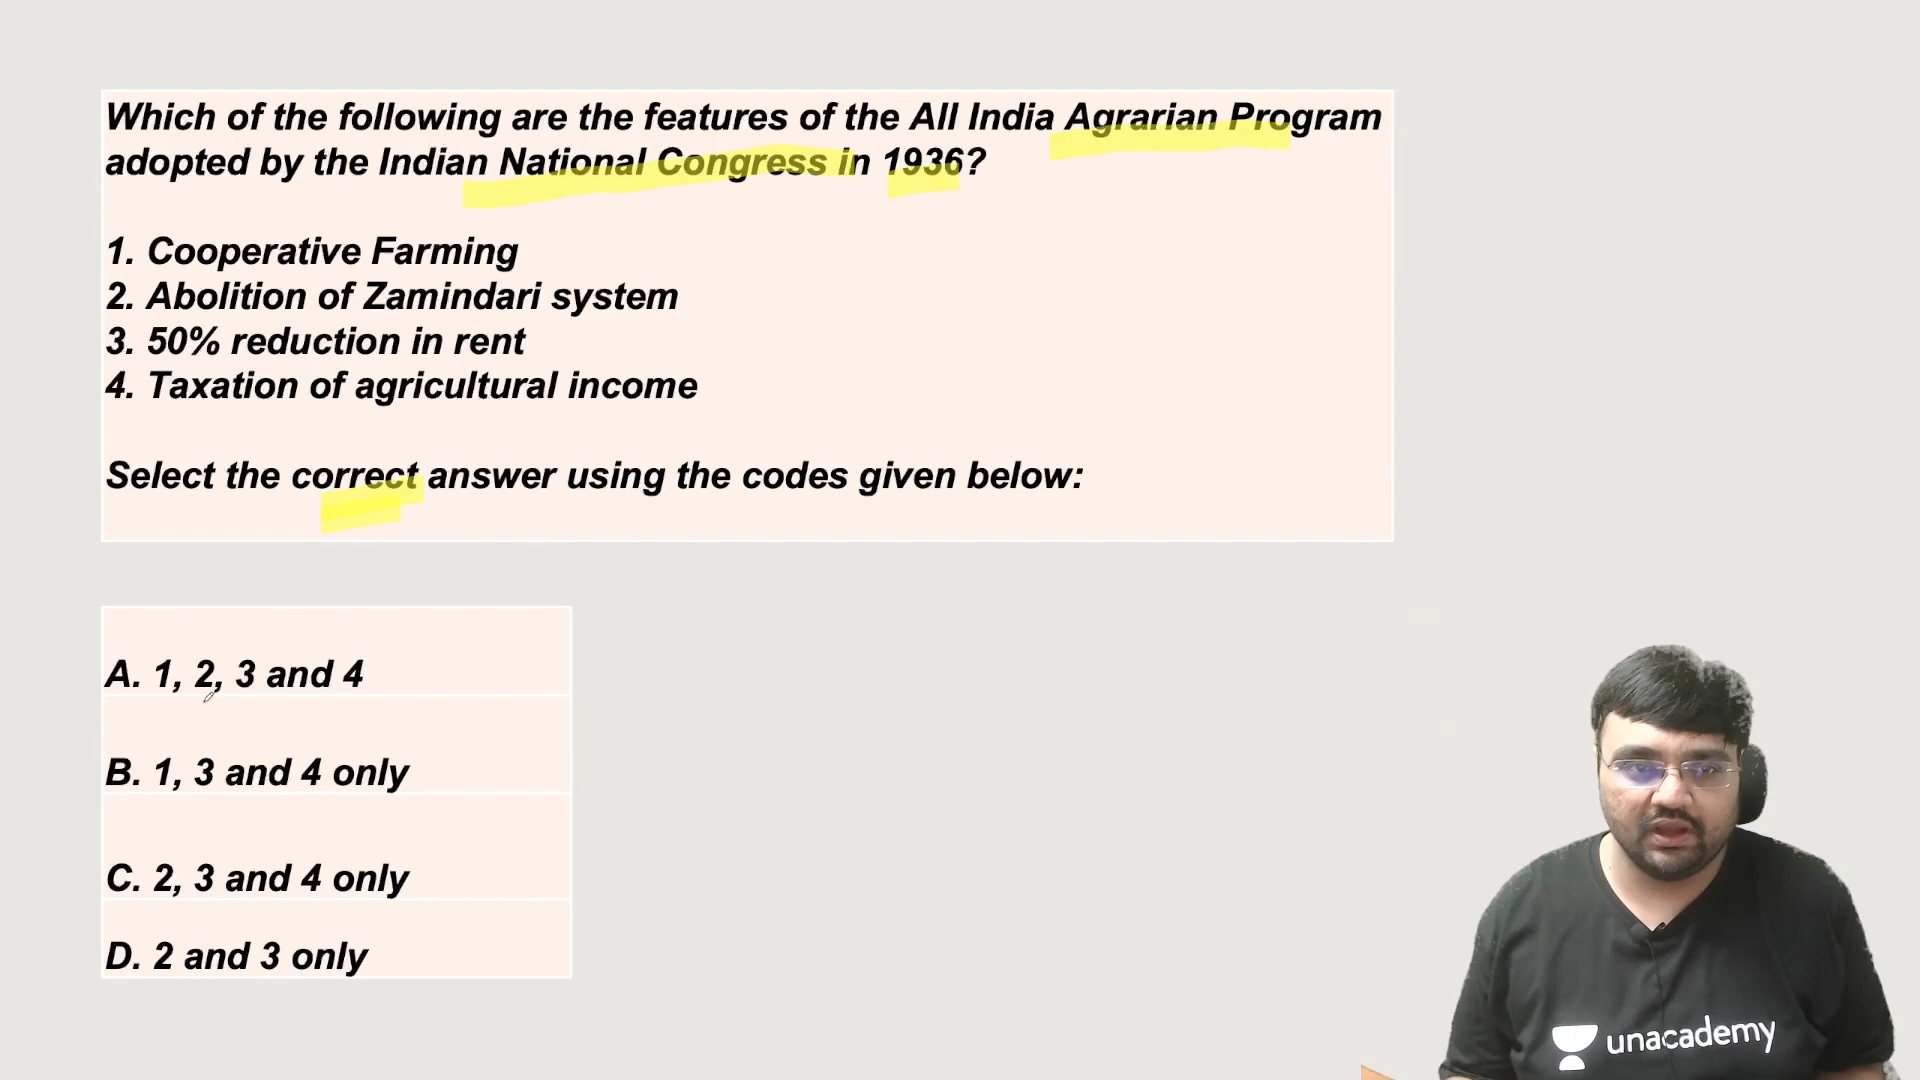 Which of the following are the features of the All India Agrarian Program
adopted by the Indian National Congress in 1936?
1. Cooperative Farming
2. Abolition of Zamindari system
3. 50% reduction in rent
4. Taxation of agricultural income
Select the correct answer using the codes given below:
A. 1, 2, 3 and 4
B. 1, 3 and 4 only
C. 2, 3 and 4 only
D. 2 and 3 only
unacademy